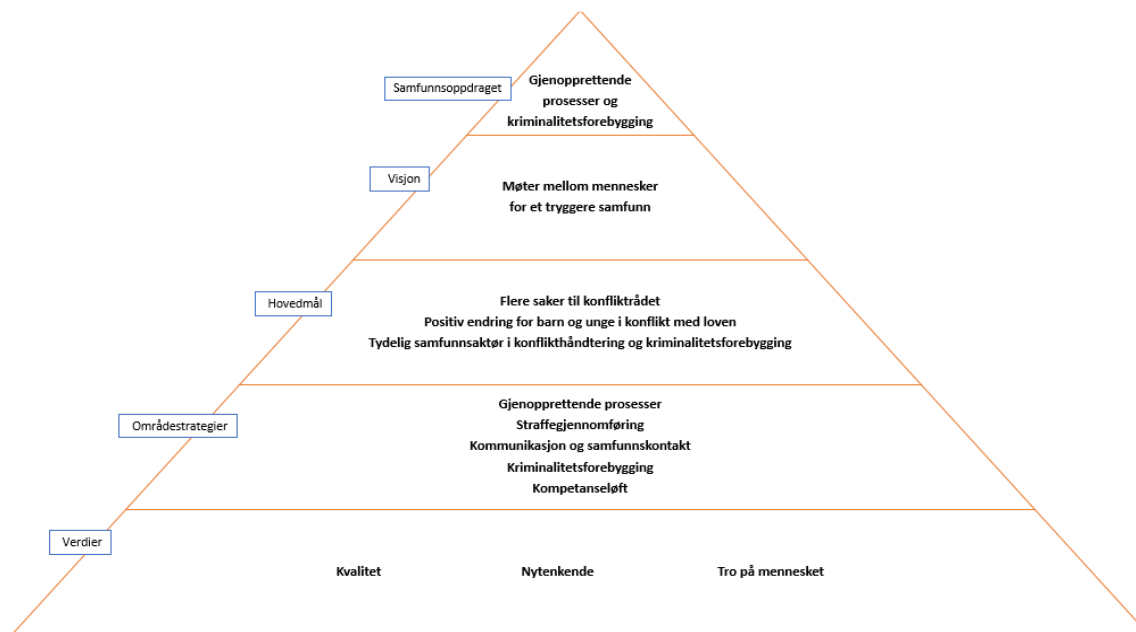 Samfunnsoppdraget
Gjenopprettende
prosesser og
kriminalitetsforebygging
Visjon
Møter mellom mennesker
for et tryggere samfunn
Hovedmål
Flere saker til konfliktrådet
Positiv endring for barn og unge i konflikt med loven
Tydelig samfunnsaktør i konflikthåndtering og kriminalitetsforebygging
Områdestrategier
Gjenopprettende prosesser
Straffegjennomføring
Kommunikasjon og samfunnskontakt
Kriminalitetsforebygging
Kompetanseløft
Verdier
Kvalitet Nytenkende Tro på mennesket